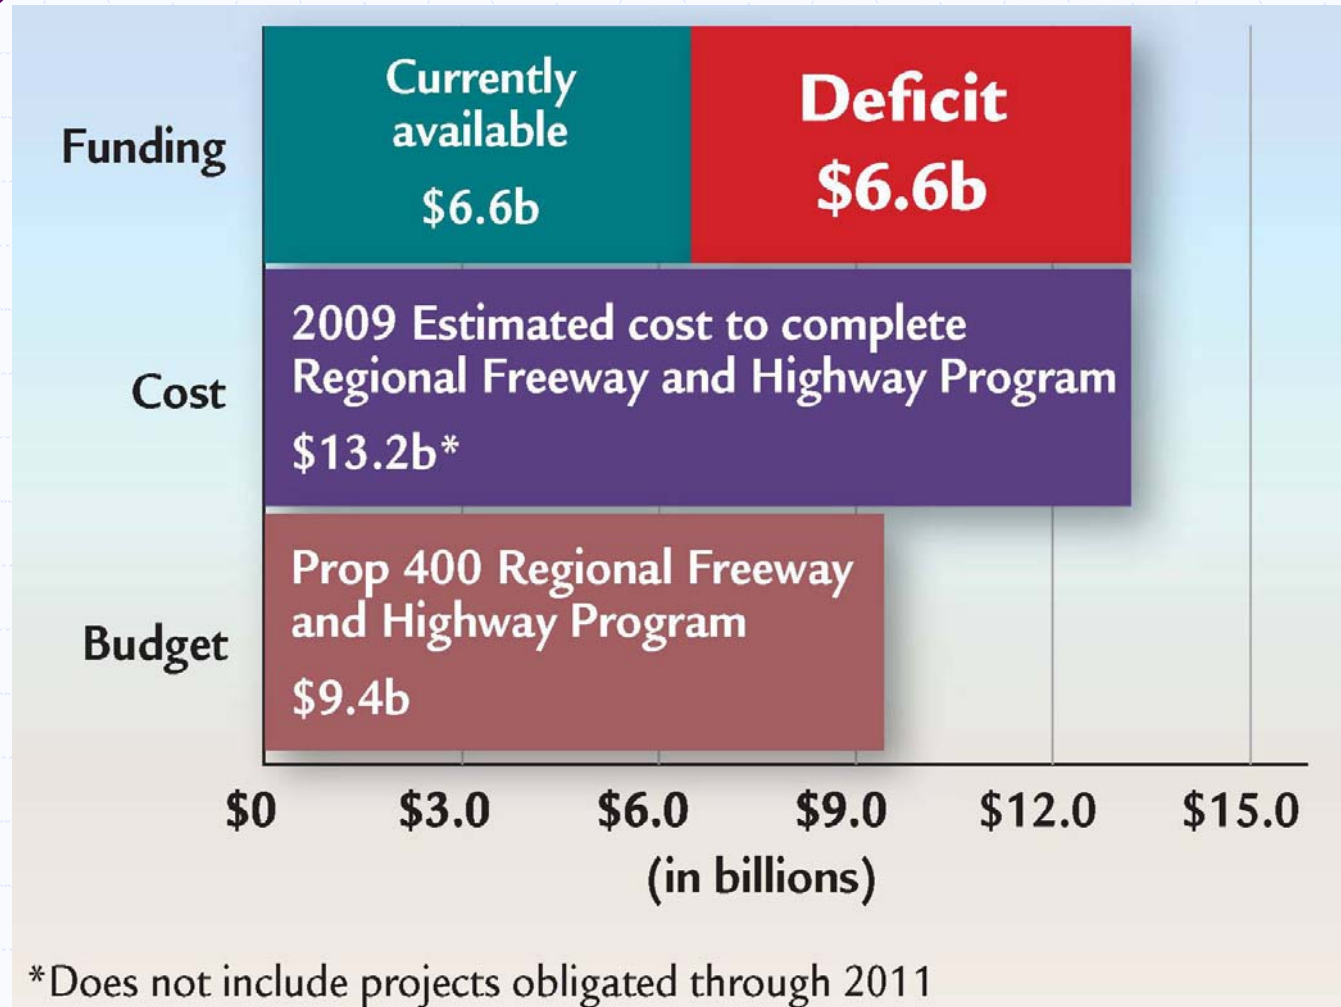 Funding
Currently
available
$6.6b
Deficit
$6.6b
Cost
2009 Estimated cost to complete
Regional Freeway and Highway Program
$13.2b*
Budget
Prop 400 Regional Freeway
and Highway Program
$9.4b
$0 $3.0 $6.0 $9.0 $12.0 $15.0
(in billions)
*Does not include projects obligated through 2011